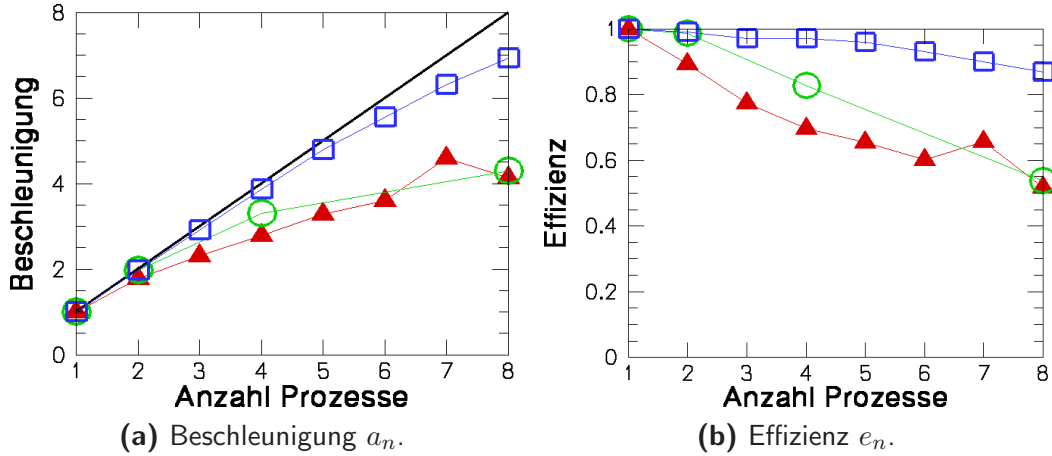 8
6
4
2
0
Beschleunigung
1 2 3 4 5 6 7 8
Anzahl Prozesse
(a) Beschleunigung aₙ.
1
0.8
0.6
0.4
0.2
0
Effizienz
1 2 3 4 5 6 7 8
Anzahl Prozesse
(b) Effizienz eₙ.